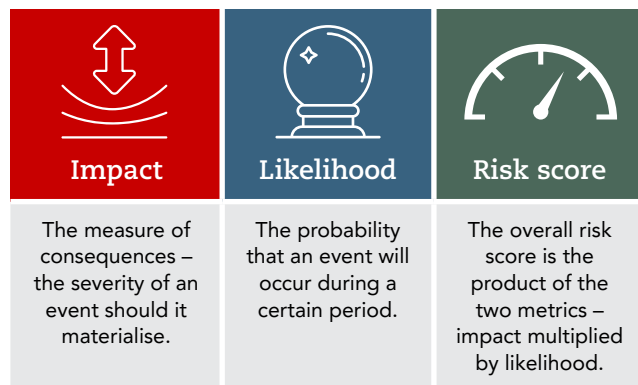 Impact
The measure of
consequences –
the severity of an
event should it
materialise.
Likelihood
The probability
that an event will
occur during a
certain period.
Risk score
The overall risk
score is the
product of the
two metrics –
impact multiplied
by likelihood.